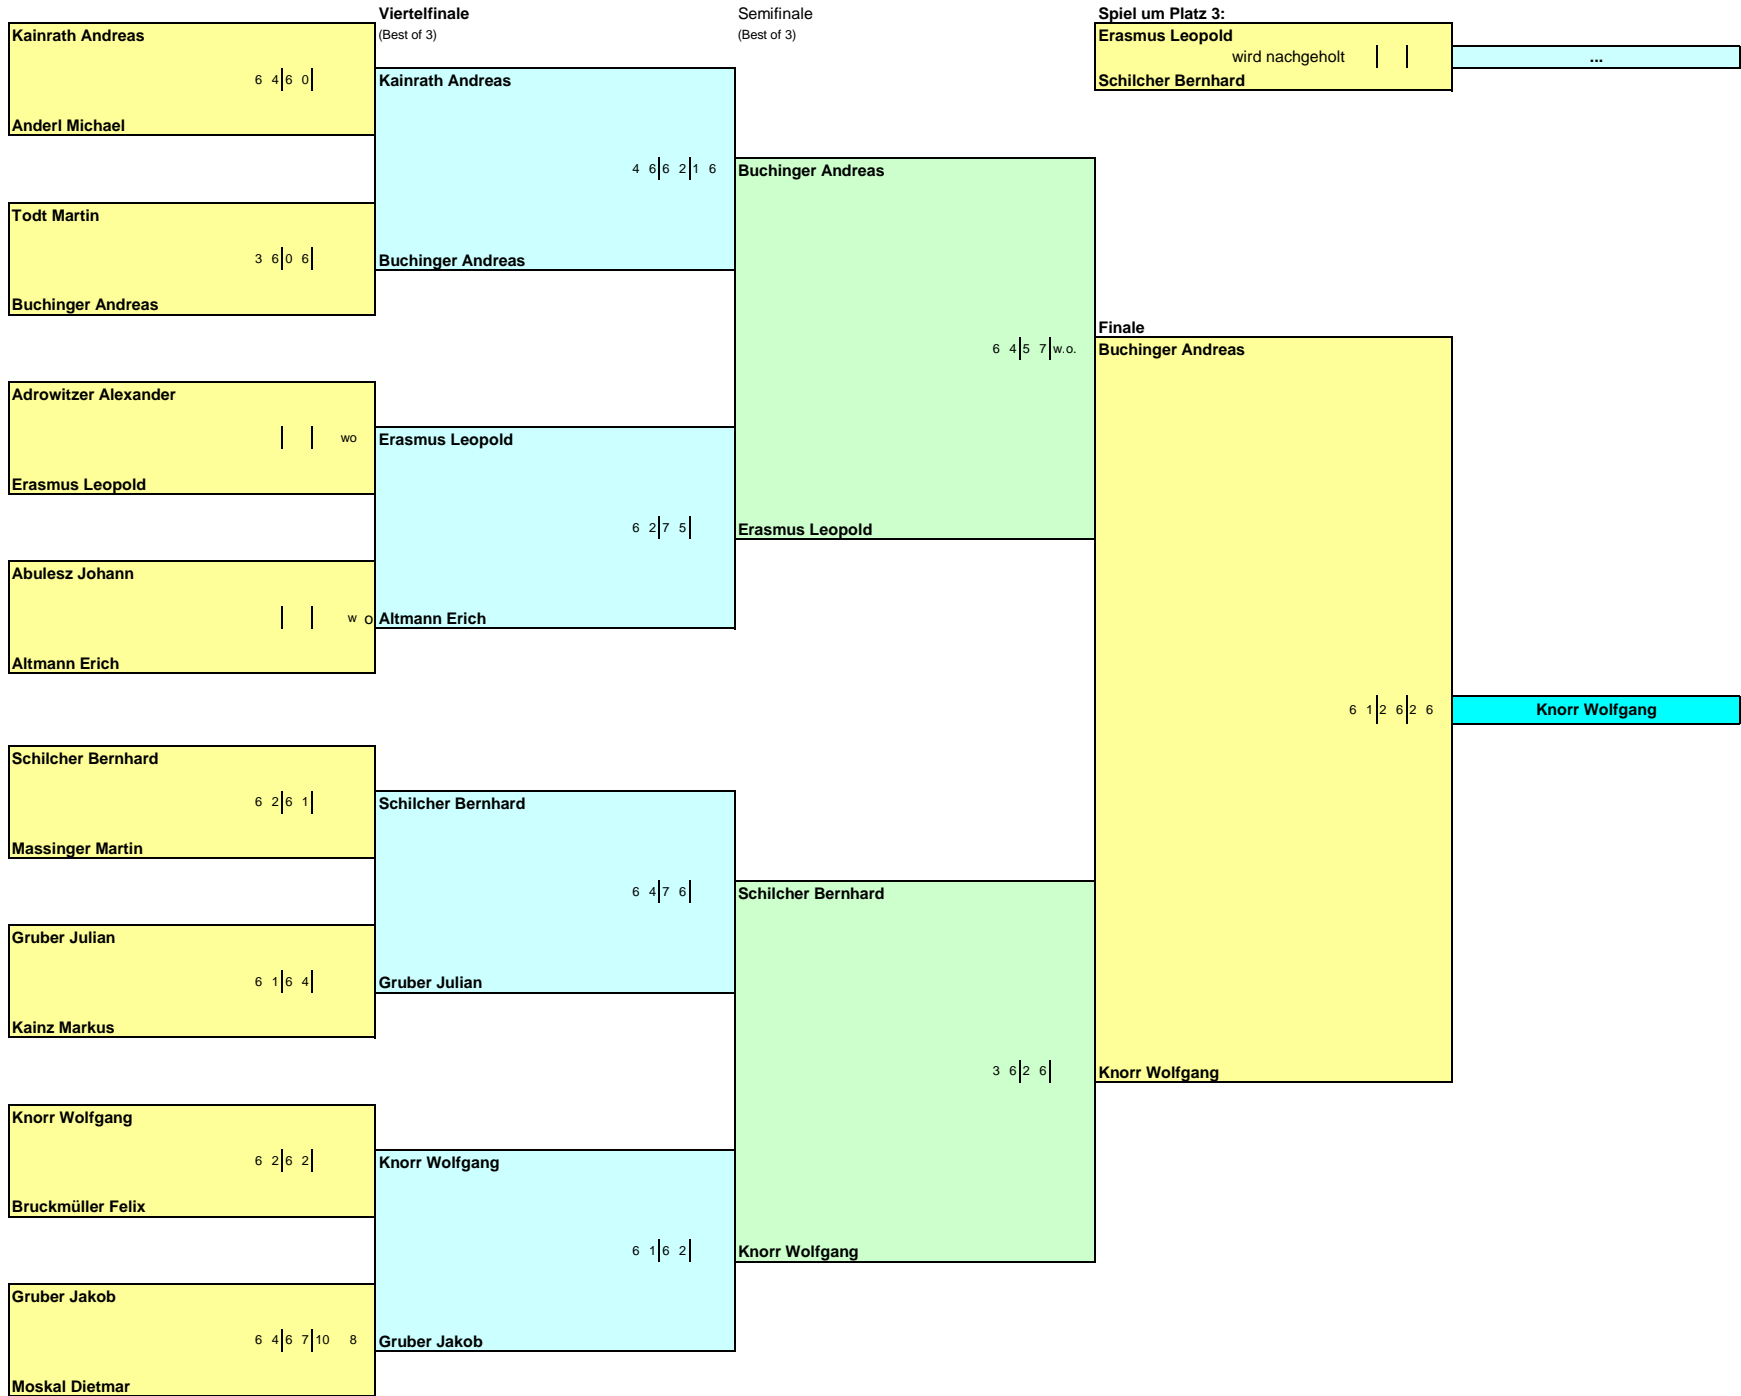 Viertelfinale
(Best of 3)
Semifinale
(Best of 3)
Spiel um Platz 3:
Erasmus Leopold
wird nachgeholt
...
Schilcher Bernhard
Kainrath Andreas
6 4 6 0
Anderl Michael
Todt Martin
3 6 0 6
Buchinger Andreas
Adrowitzer Alexander
wo
Erasmus Leopold
Abulesz Johann
w o
Altmann Erich
Schilcher Bernhard
6 2 6 1
Massinger Martin
Gruber Julian
6 1 6 4
Kainz Markus
Knorr Wolfgang
6 2 6 2
Bruckmüller Felix
Gruber Jakob
6 4 6 7 10 8
Moskal Dietmar
Kainrath Andreas
4 6 6 2 1 6
Buchinger Andreas
Erasmus Leopold
6 2 7 5
Altmann Erich
Schilcher Bernhard
6 4 7 6
Gruber Julian
Knorr Wolfgang
6 1 6 2
Gruber Jakob
Buchinger Andreas
6 4 5 7 w.o.
Erasmus Leopold
Schilcher Bernhard
3 6 2 6
Knorr Wolfgang
Finale
Buchinger Andreas
6 1 2 6 2 6
Knorr Wolfgang
Knorr Wolfgang